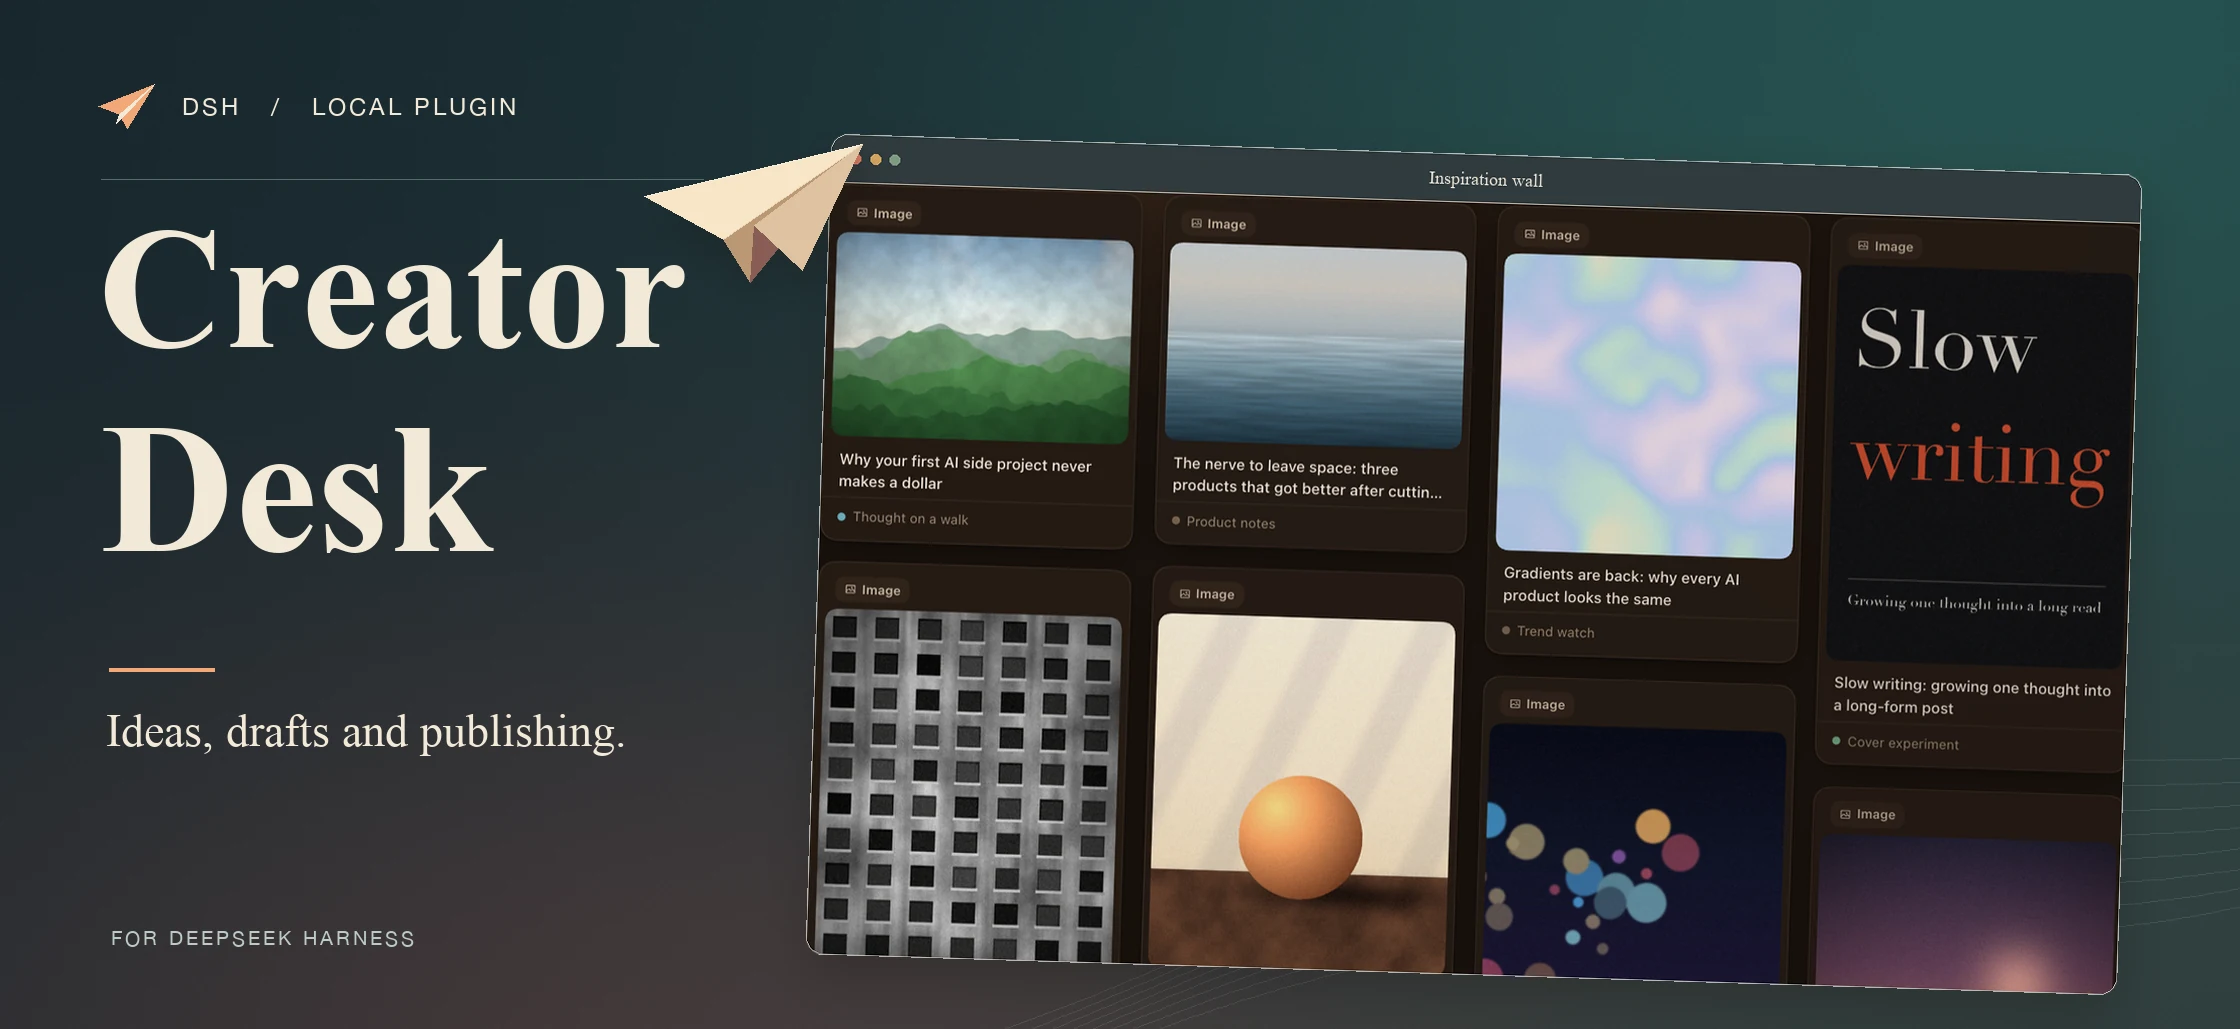 DSH / LOCAL PLUGIN
Creator
Desk
Ideas, drafts and publishing.
FOR DEEPSEEK HARNESS
Inspiration wall
Image
Why your first AI side project never
makes a dollar
Thought on a walk
Image
The nerve to leave space: three
products that got better after cuttin...
Product notes
Image
Gradients are back: why every AI
product looks the same
Trend watch
Image
Slow
writing
Growing one thought into a long read
Slow writing: growing one thought into
a long-form post
Cover experiment
Image
Image
Image
Image